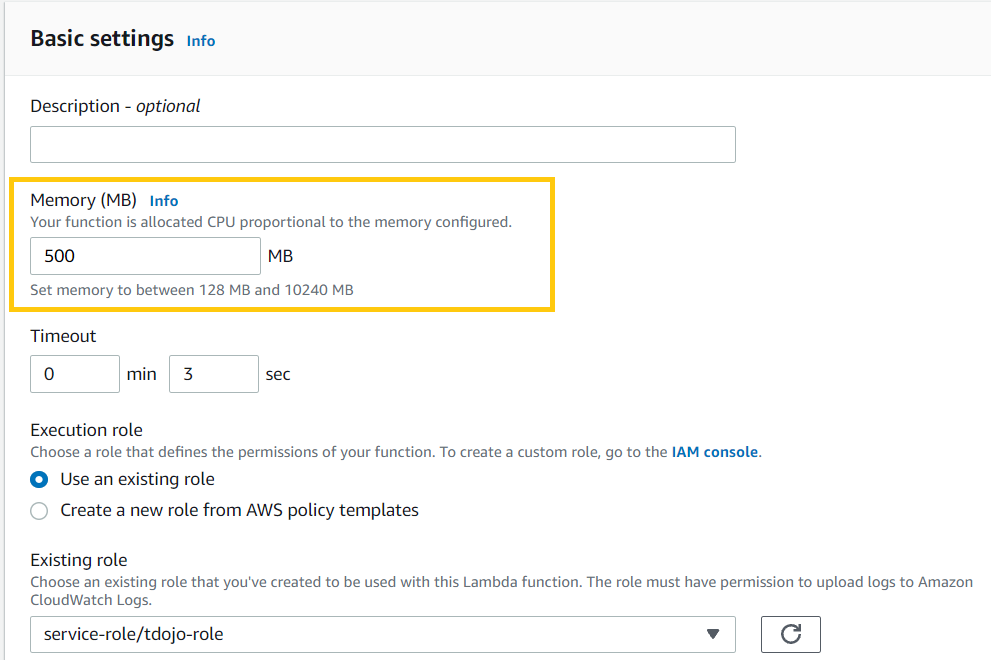 Basic settings Info
Description - optional
Memory (MB) Info
Your function is allocated CPU proportional to the memory configured.
500 MB
Set memory to between 128 MB and 10240 MB
Timeout
0 min 3 sec
Execution role
Choose a role that defines the permissions of your function. To create a custom role, go to the IAM console.
Use an existing role
Create a new role from AWS policy templates
Existing role
Choose an existing role that you've created to be used with this Lambda function. The role must have permission to upload logs to Amazon
CloudWatch Logs.
service-role/tdojo-role